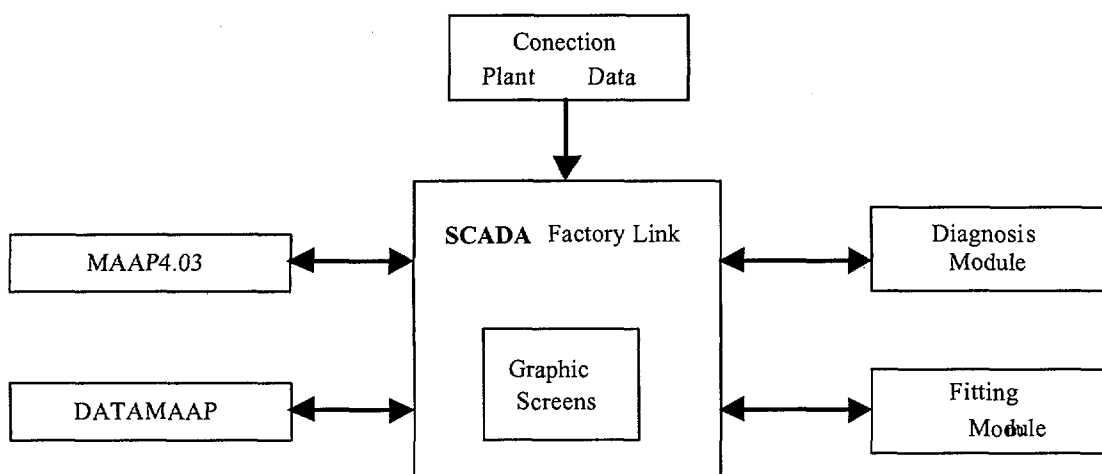 Conection
Plant Data
SCADA Factory Link
MAAP4.03
Diagnosis
Module
Graphic
Screens
DATAMAAP
Fitting
Module